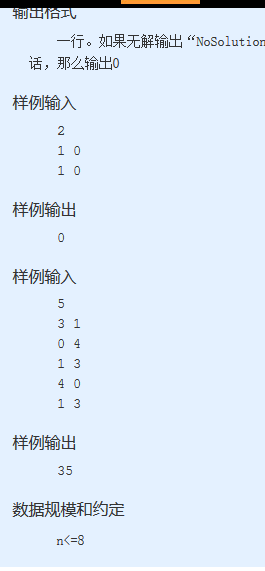 输出格式
一行。如果无解输出“NoSolution
话，那么输出0
样例输入
2
1 0
1 0
样例输出
0
样例输入
5
3 1
0 4
1 3
4 0
1 3
样例输出
35
数据规模和约定
n<=8